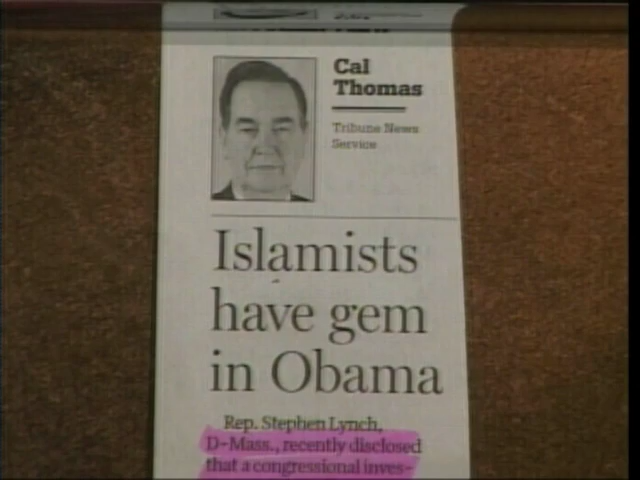 Cal
Thomas
Tribune News
Service
Islamists
have gem
in Obama
Rep. Stephen Lynch,
D-Mass., recently disclosed
that a congressional inves-